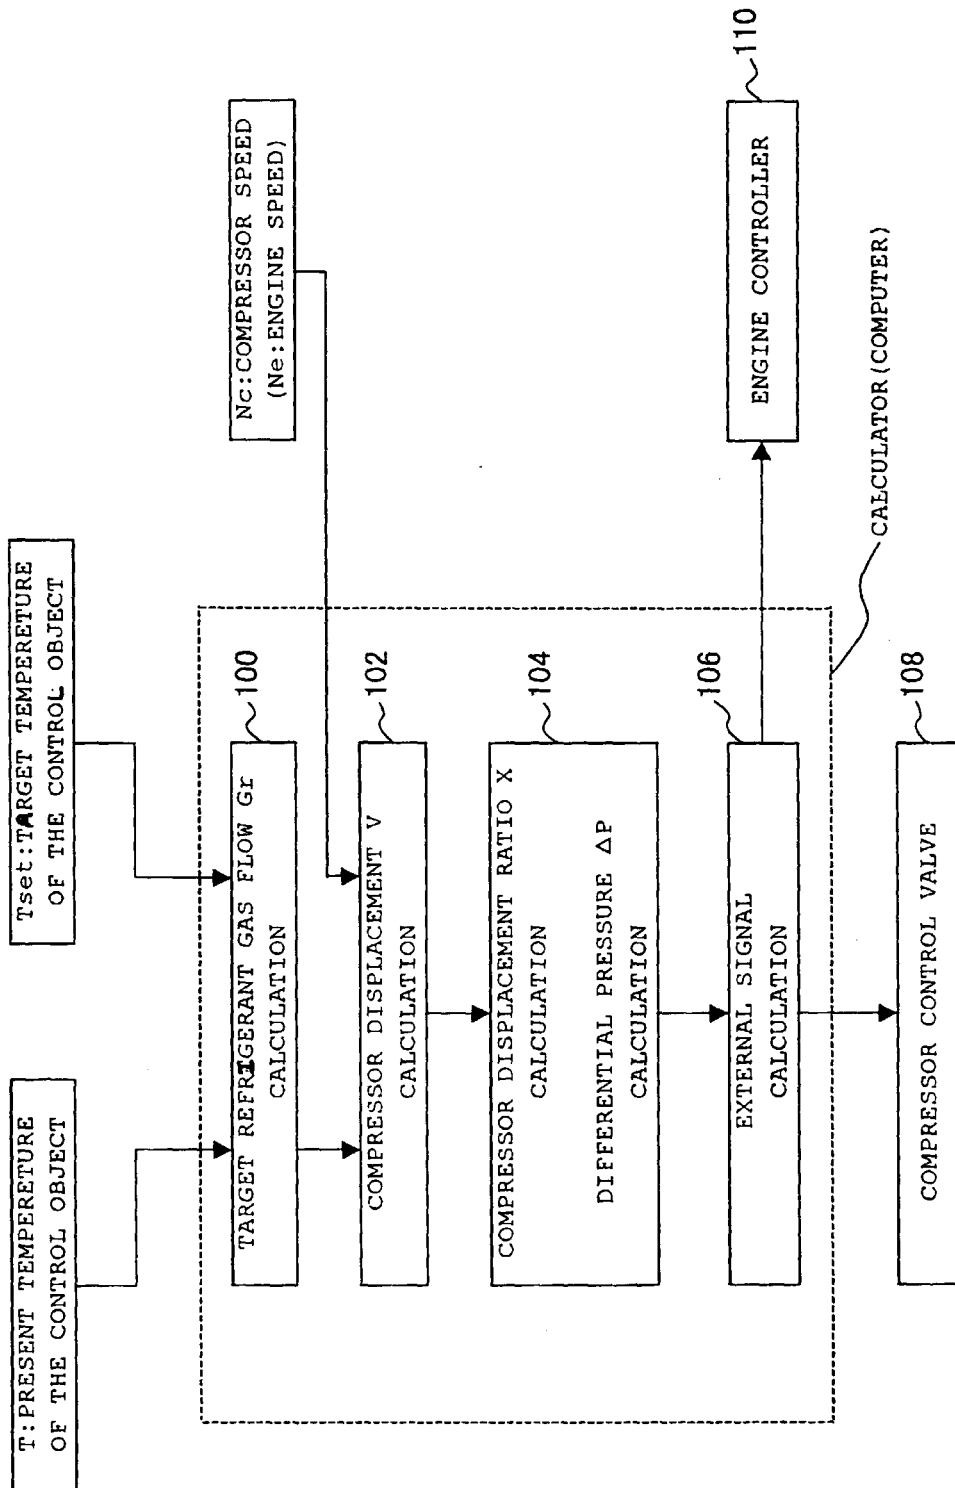 T:PRESENT TEMPERETURE
OF THE CONTROL OBJECT
Tset:TARGET TEMPERETURE
OF THE CONTROL OBJECT
Nc:COMPRESSOR SPEED
(Ne:ENGINE SPEED)
TARGET REFRIGERANT GAS FLOW Gr
CALCULATION
100
COMPRESSOR DISPLACEMENT V
CALCULATION
102
COMPRESSOR DISPLACEMENT RATIO X
CALCULATION
DIFFERENTIAL PRESSURE ΔP
CALCULATION
104
EXTERNAL SIGNAL
CALCULATION
106
ENGINE CONTROLLER
110
CALCULATOR(COMPUTER)
COMPRESSOR CONTROL VALVE
108